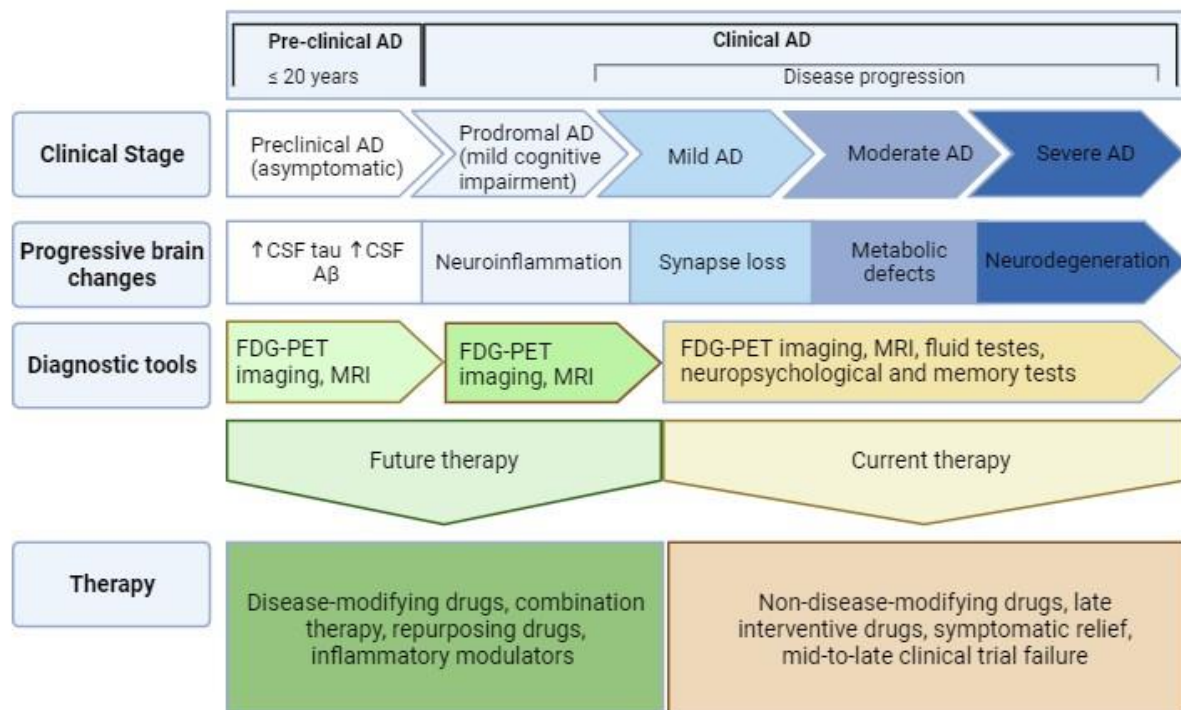 Pre-clinical AD
≤ 20 years
Clinical AD
Disease progression
Clinical Stage
Preclinical AD
(asymptomatic)
Prodromal AD
(mild cognitive
impairment)
Mild AD
Moderate AD
Severe AD
Progressive brain
changes
↑CSF tau ↑CSF
Aβ
Neuroinflammation
Synapse loss
Metabolic
defects
Neurodegeneration
Diagnostic tools
FDG-PET
imaging, MRI
FDG-PET
imaging, MRI
FDG-PET imaging, MRI, fluid testes,
neuropsychological and memory tests
Future therapy
Current therapy
Therapy
Disease-modifying drugs, combination
therapy, repurposing drugs,
inflammatory modulators
Non-disease-modifying drugs, late
interventive drugs, symptomatic relief,
mid-to-late clinical trial failure